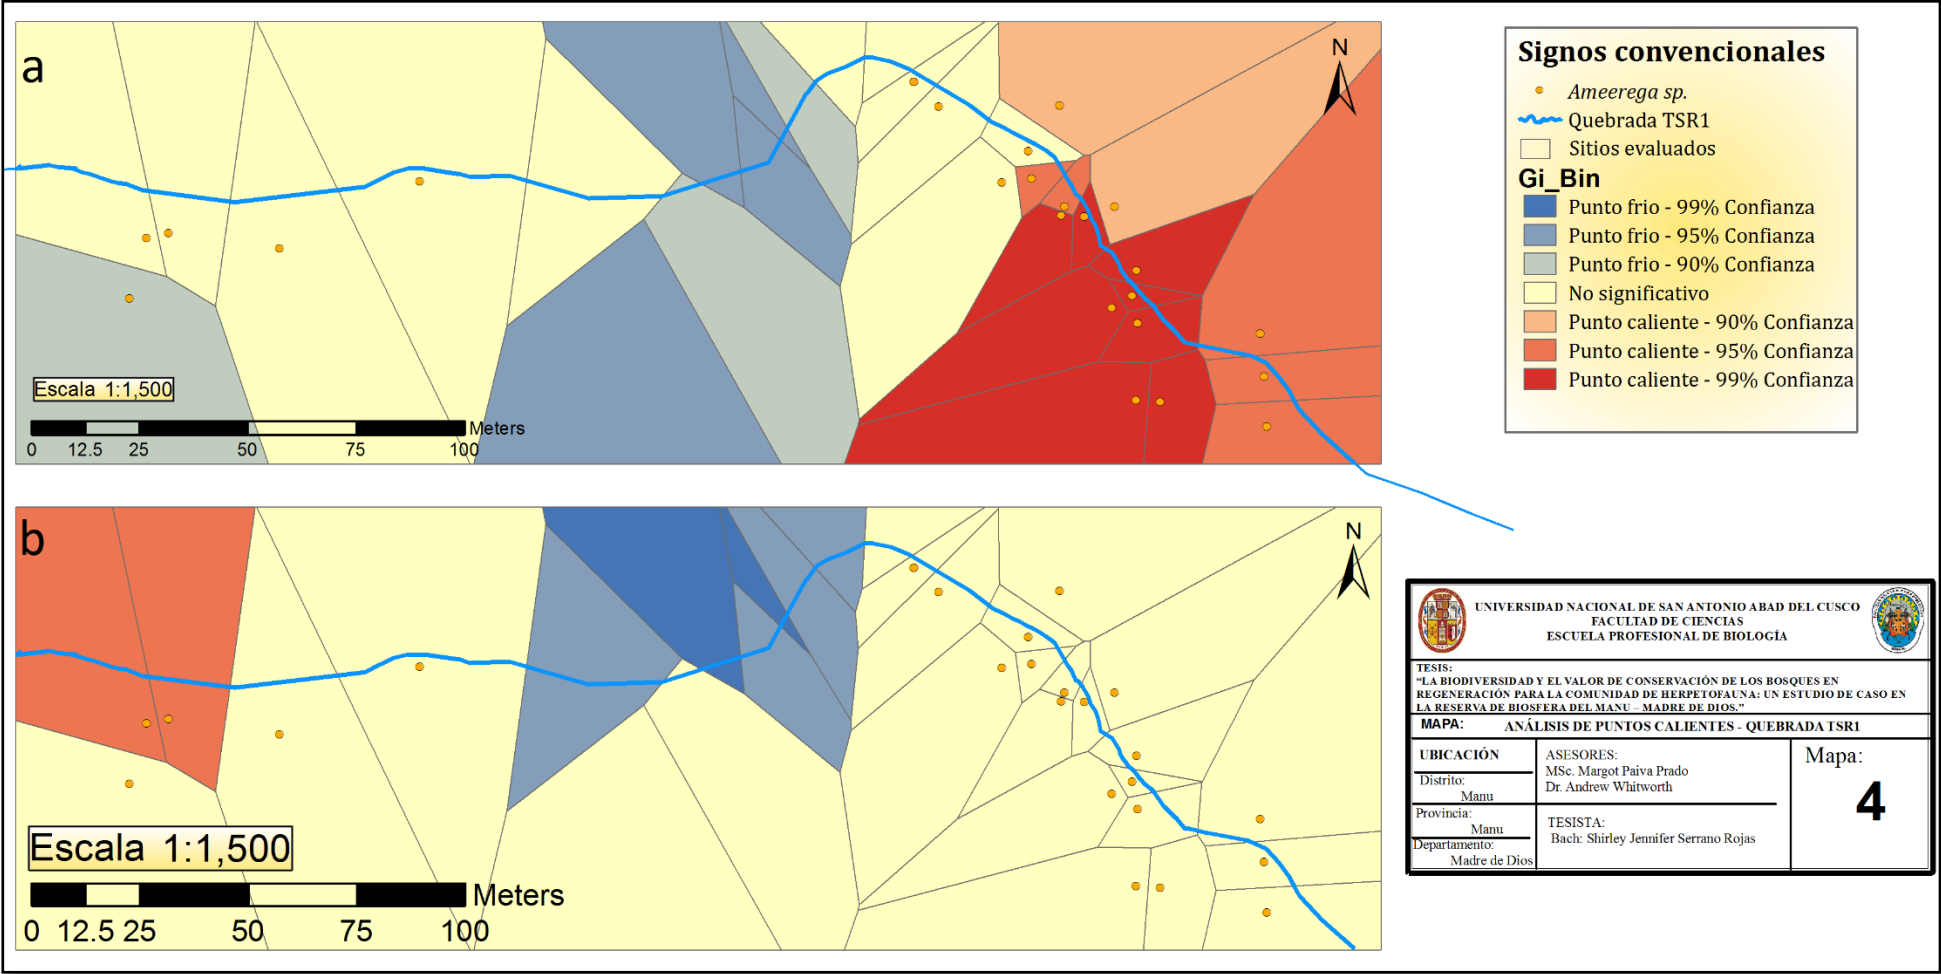 a
N
Escala 1:1,500
Meters
0 12.5 25 50 75 100
b
N
Escala 1:1,500
Meters
0 12.5 25 50 75 100
Signos convencionales
Ameerega sp.
Quebrada TSR1
Sitios evaluados
Gi_Bin
Punto frio - 99% Confianza
Punto frio - 95% Confianza
Punto frio - 90% Confianza
No significativo
Punto caliente - 90% Confianza
Punto caliente - 95% Confianza
Punto caliente - 99% Confianza
UNIVERSIDAD NACIONAL DE SAN ANTONIO ABAD DEL CUSCO
FACULTAD DE CIENCIAS
ESCUELA PROFESIONAL DE BIOLOGÍA
TESIS:
“LA BIODIVERSIDAD Y EL VALOR DE CONSERVACIÓN DE LOS BOSQUES EN
REGENERACIÓN PARA LA COMUNIDAD DE HERPETOFAUNA: UN ESTUDIO DE CASO EN
LA RESERVA DE BIOSFERA DEL MANU – MADRE DE DIOS.”
MAPA: ANÁLISIS DE PUNTOS CALIENTES - QUEBRADA TSR1
UBICACIÓN
Distrito:
Manu
Provincia:
Manu
Departamento:
Madre de Dios
ASESORES:
MSc. Margot Paiva Prado
Dr. Andrew Whitworth
TESISTA:
Bach: Shirley Jennifer Serrano Rojas
Mapa:
4